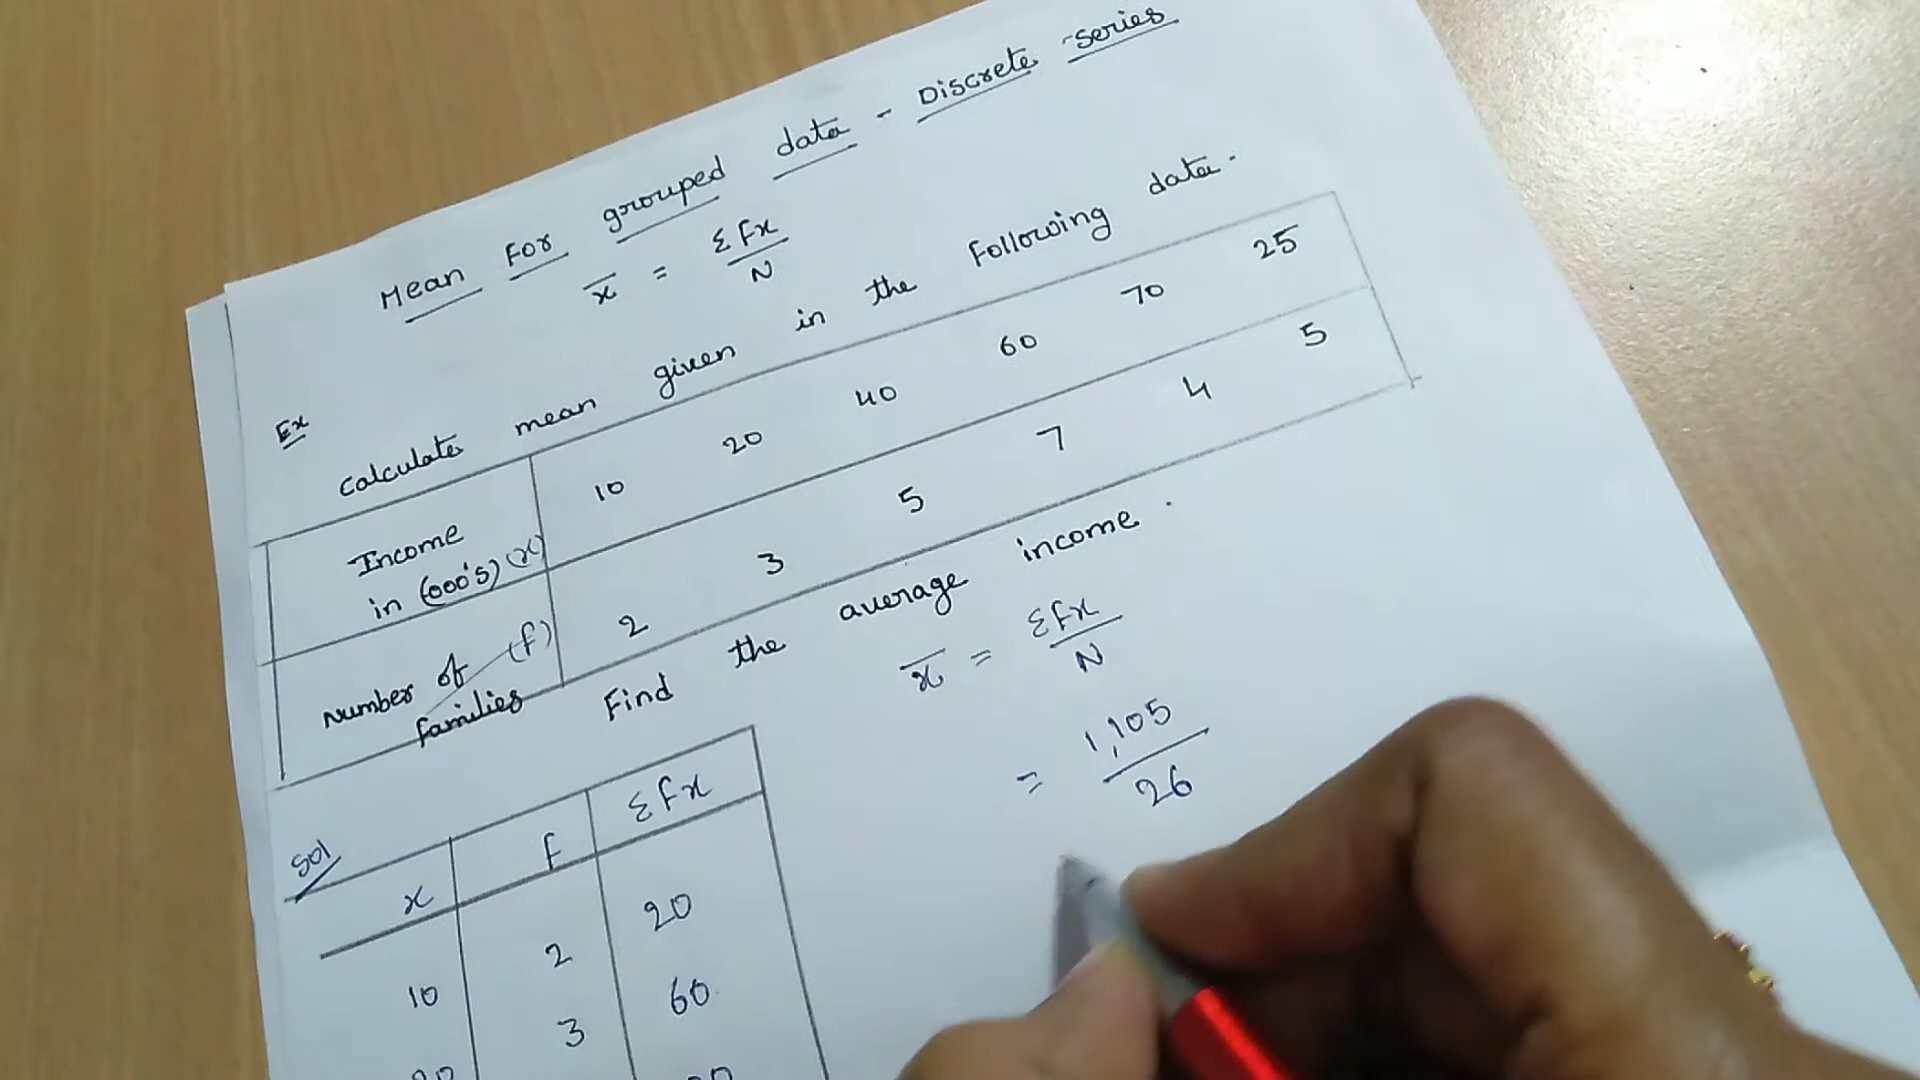 Mean For grouped data - Discrete series
x̄ = Σfx / N
Ex
Calculate mean given in the Following data.
Income in (000's) (x) 10 20 40 60 70 25
Number of families (f) 2 3 5 7 4 5
Find the average income.
x̄ = Σfx / N
= 1,105 / 26
Sol
x f Σfx
10 2 20
3 60